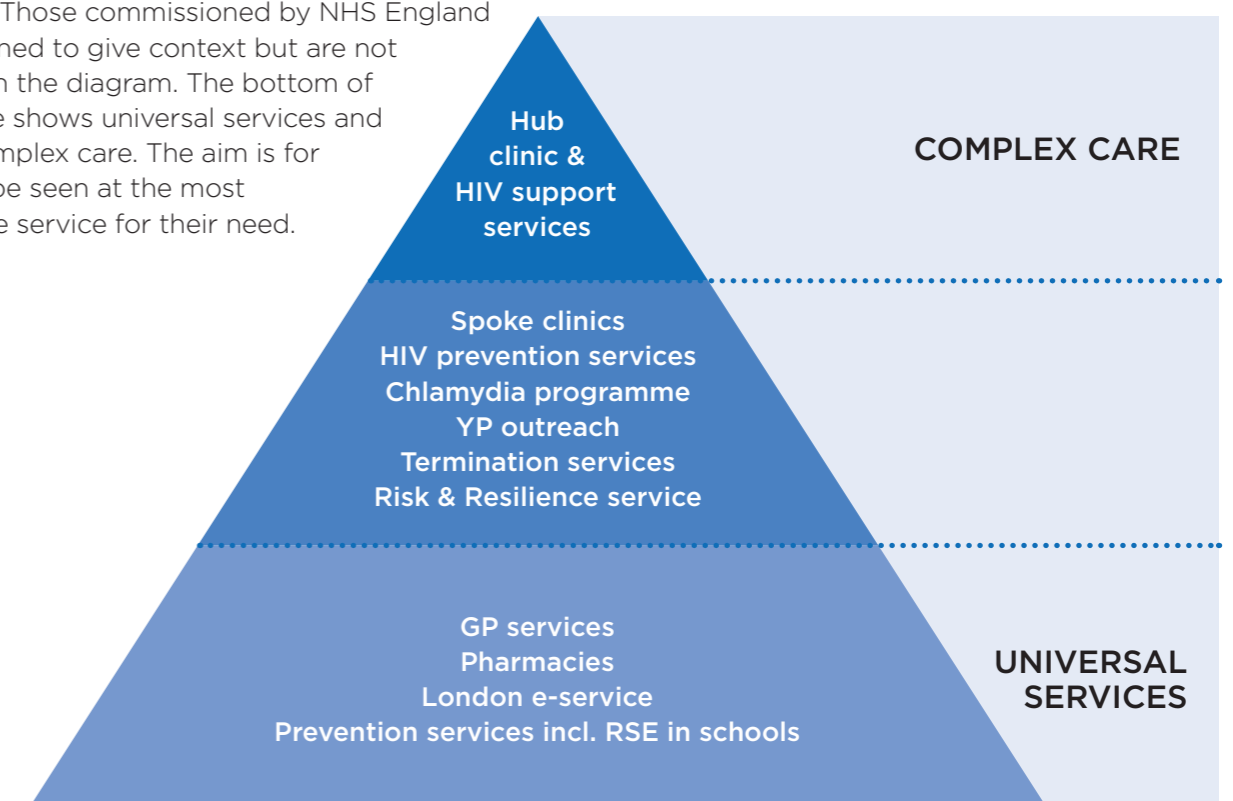 Those commissioned by NHS England
ned to give context but are not
the diagram. The bottom of
shows universal services and
mplex care. The aim is for
be seen at the most
service for their need.
Hub
clinic &
HIV support
services
COMPLEX CARE
Spoke clinics
HIV prevention services
Chlamydia programme
YP outreach
Termination services
Risk & Resilience service
GP services
Pharmacies
London e-service
Prevention services incl. RSE in schools
UNIVERSAL
SERVICES